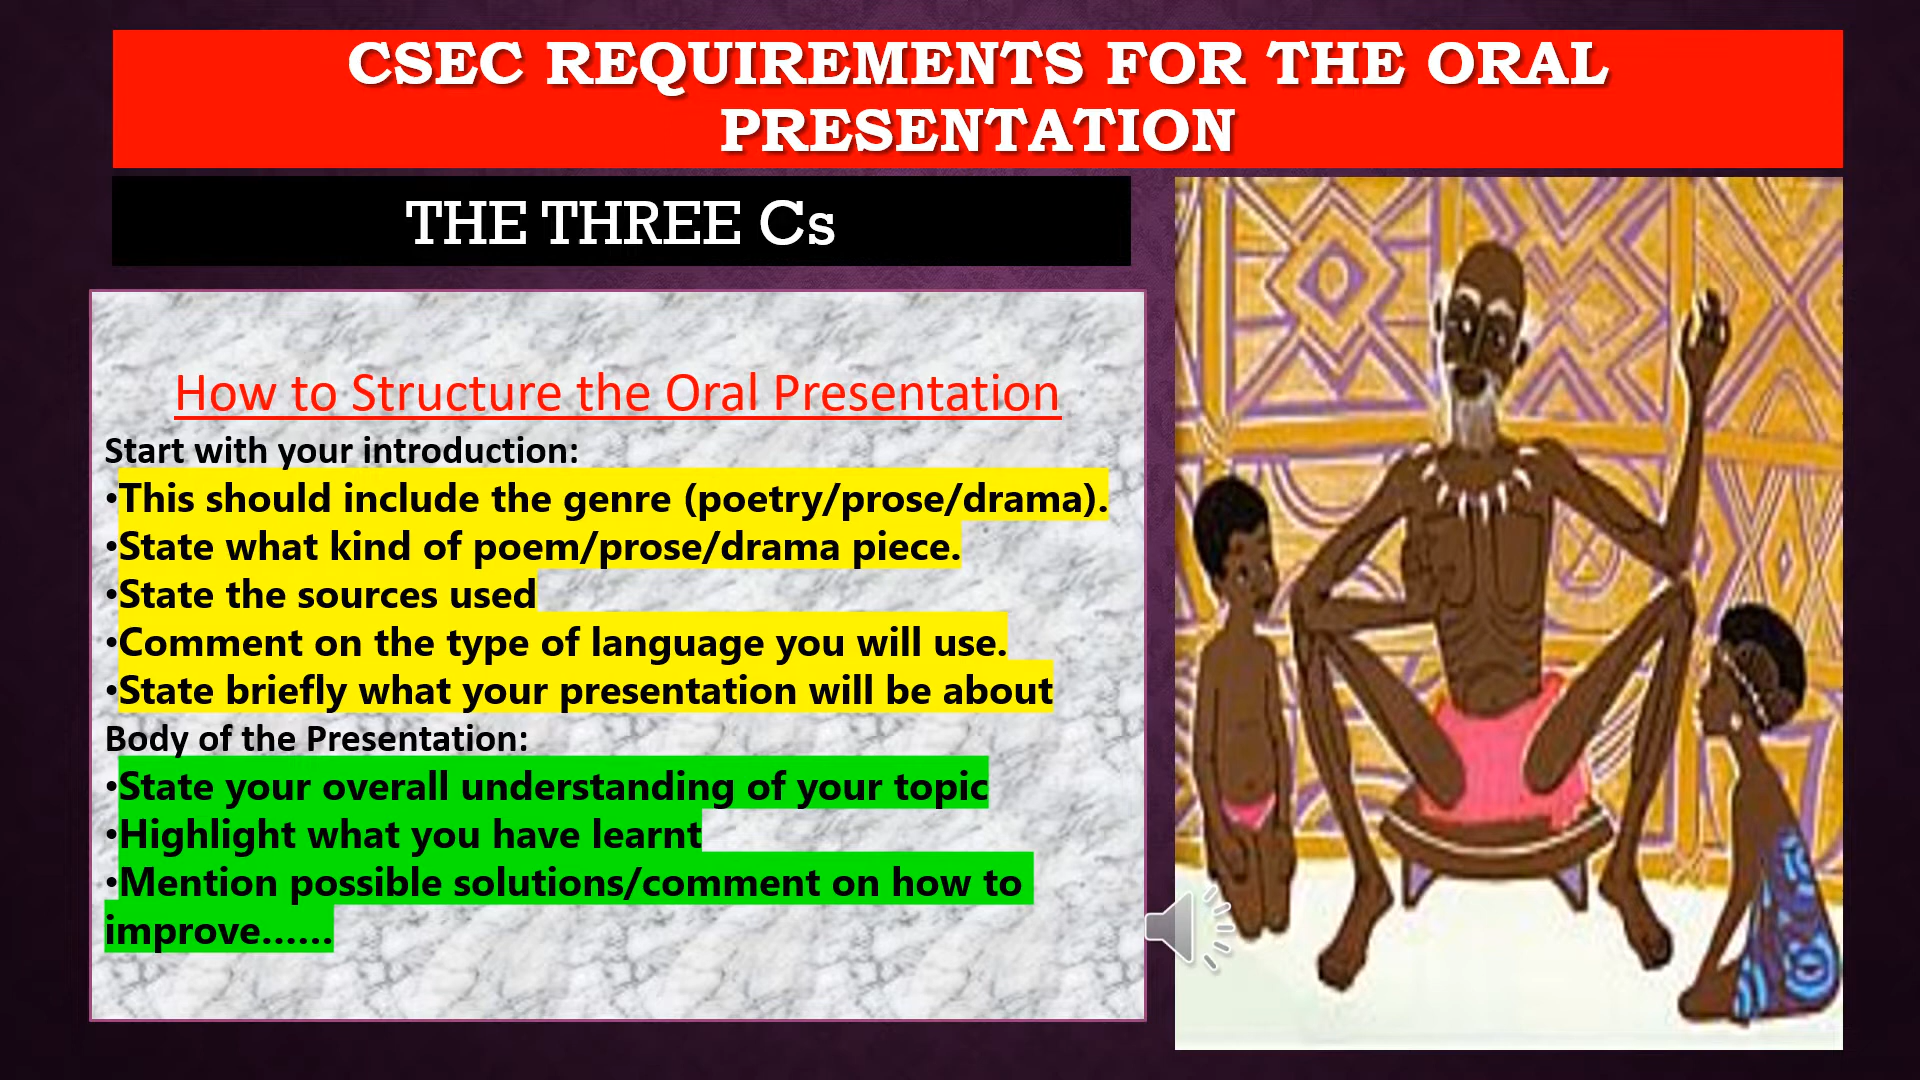 CSEC REQUIREMENTS FOR THE ORAL
PRESENTATION
THE THREE Cs
How to Structure the Oral Presentation
Start with your introduction:
•This should include the genre (poetry/prose/drama).
•State what kind of poem/prose/drama piece.
•State the sources used
•Comment on the type of language you will use.
•State briefly what your presentation will be about
Body of the Presentation:
•State your overall understanding of your topic
•Highlight what you have learnt
•Mention possible solutions/comment on how to
improve……